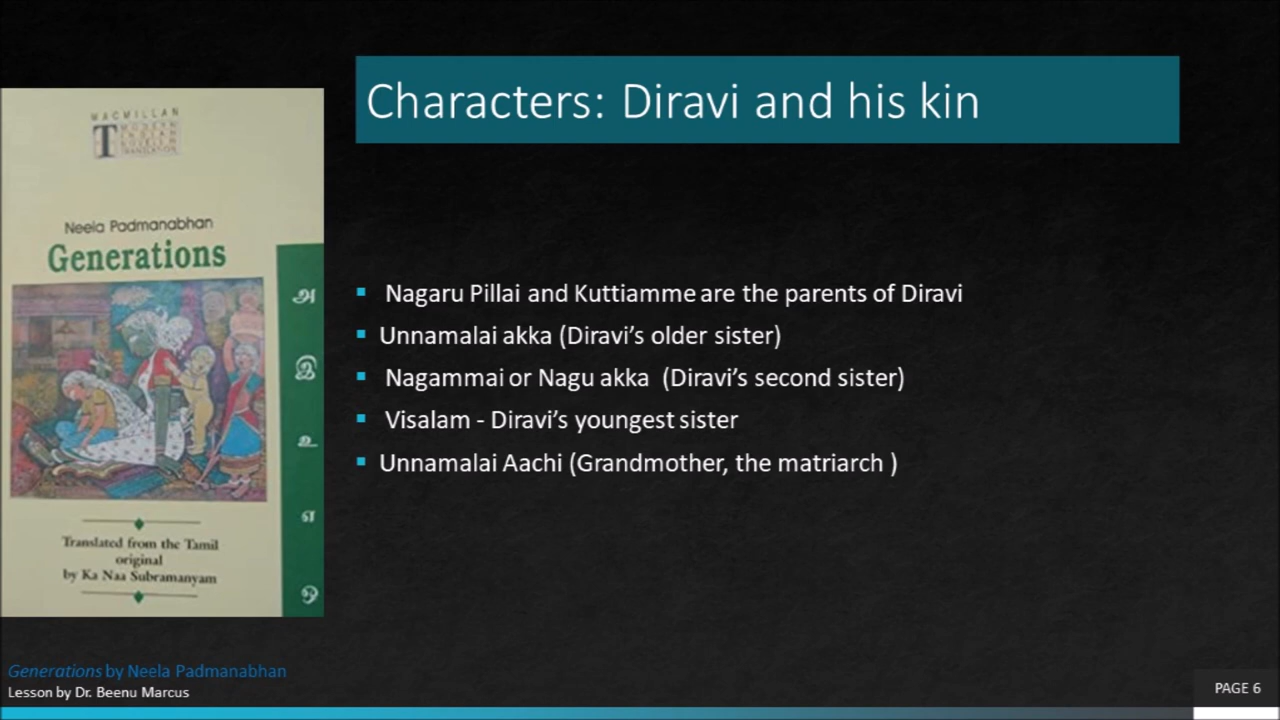 Characters: Diravi and his kin
MACMILLAN
MODERN
INDIAN
NOVELS IN
TRANSLATION
Neela Padmanabhan
Generations
அ
இ
உ
எ
ஒ
Translated from the Tamil
original
by Ka Naa Subramanyam
Nagaru Pillai and Kuttiamme are the parents of Diravi
Unnamalai akka (Diravi’s older sister)
Nagammai or Nagu akka (Diravi’s second sister)
Visalam - Diravi’s youngest sister
Unnamalai Aachi (Grandmother, the matriarch )
Generations by Neela Padmanabhan
Lesson by Dr. Beenu Marcus
PAGE 6